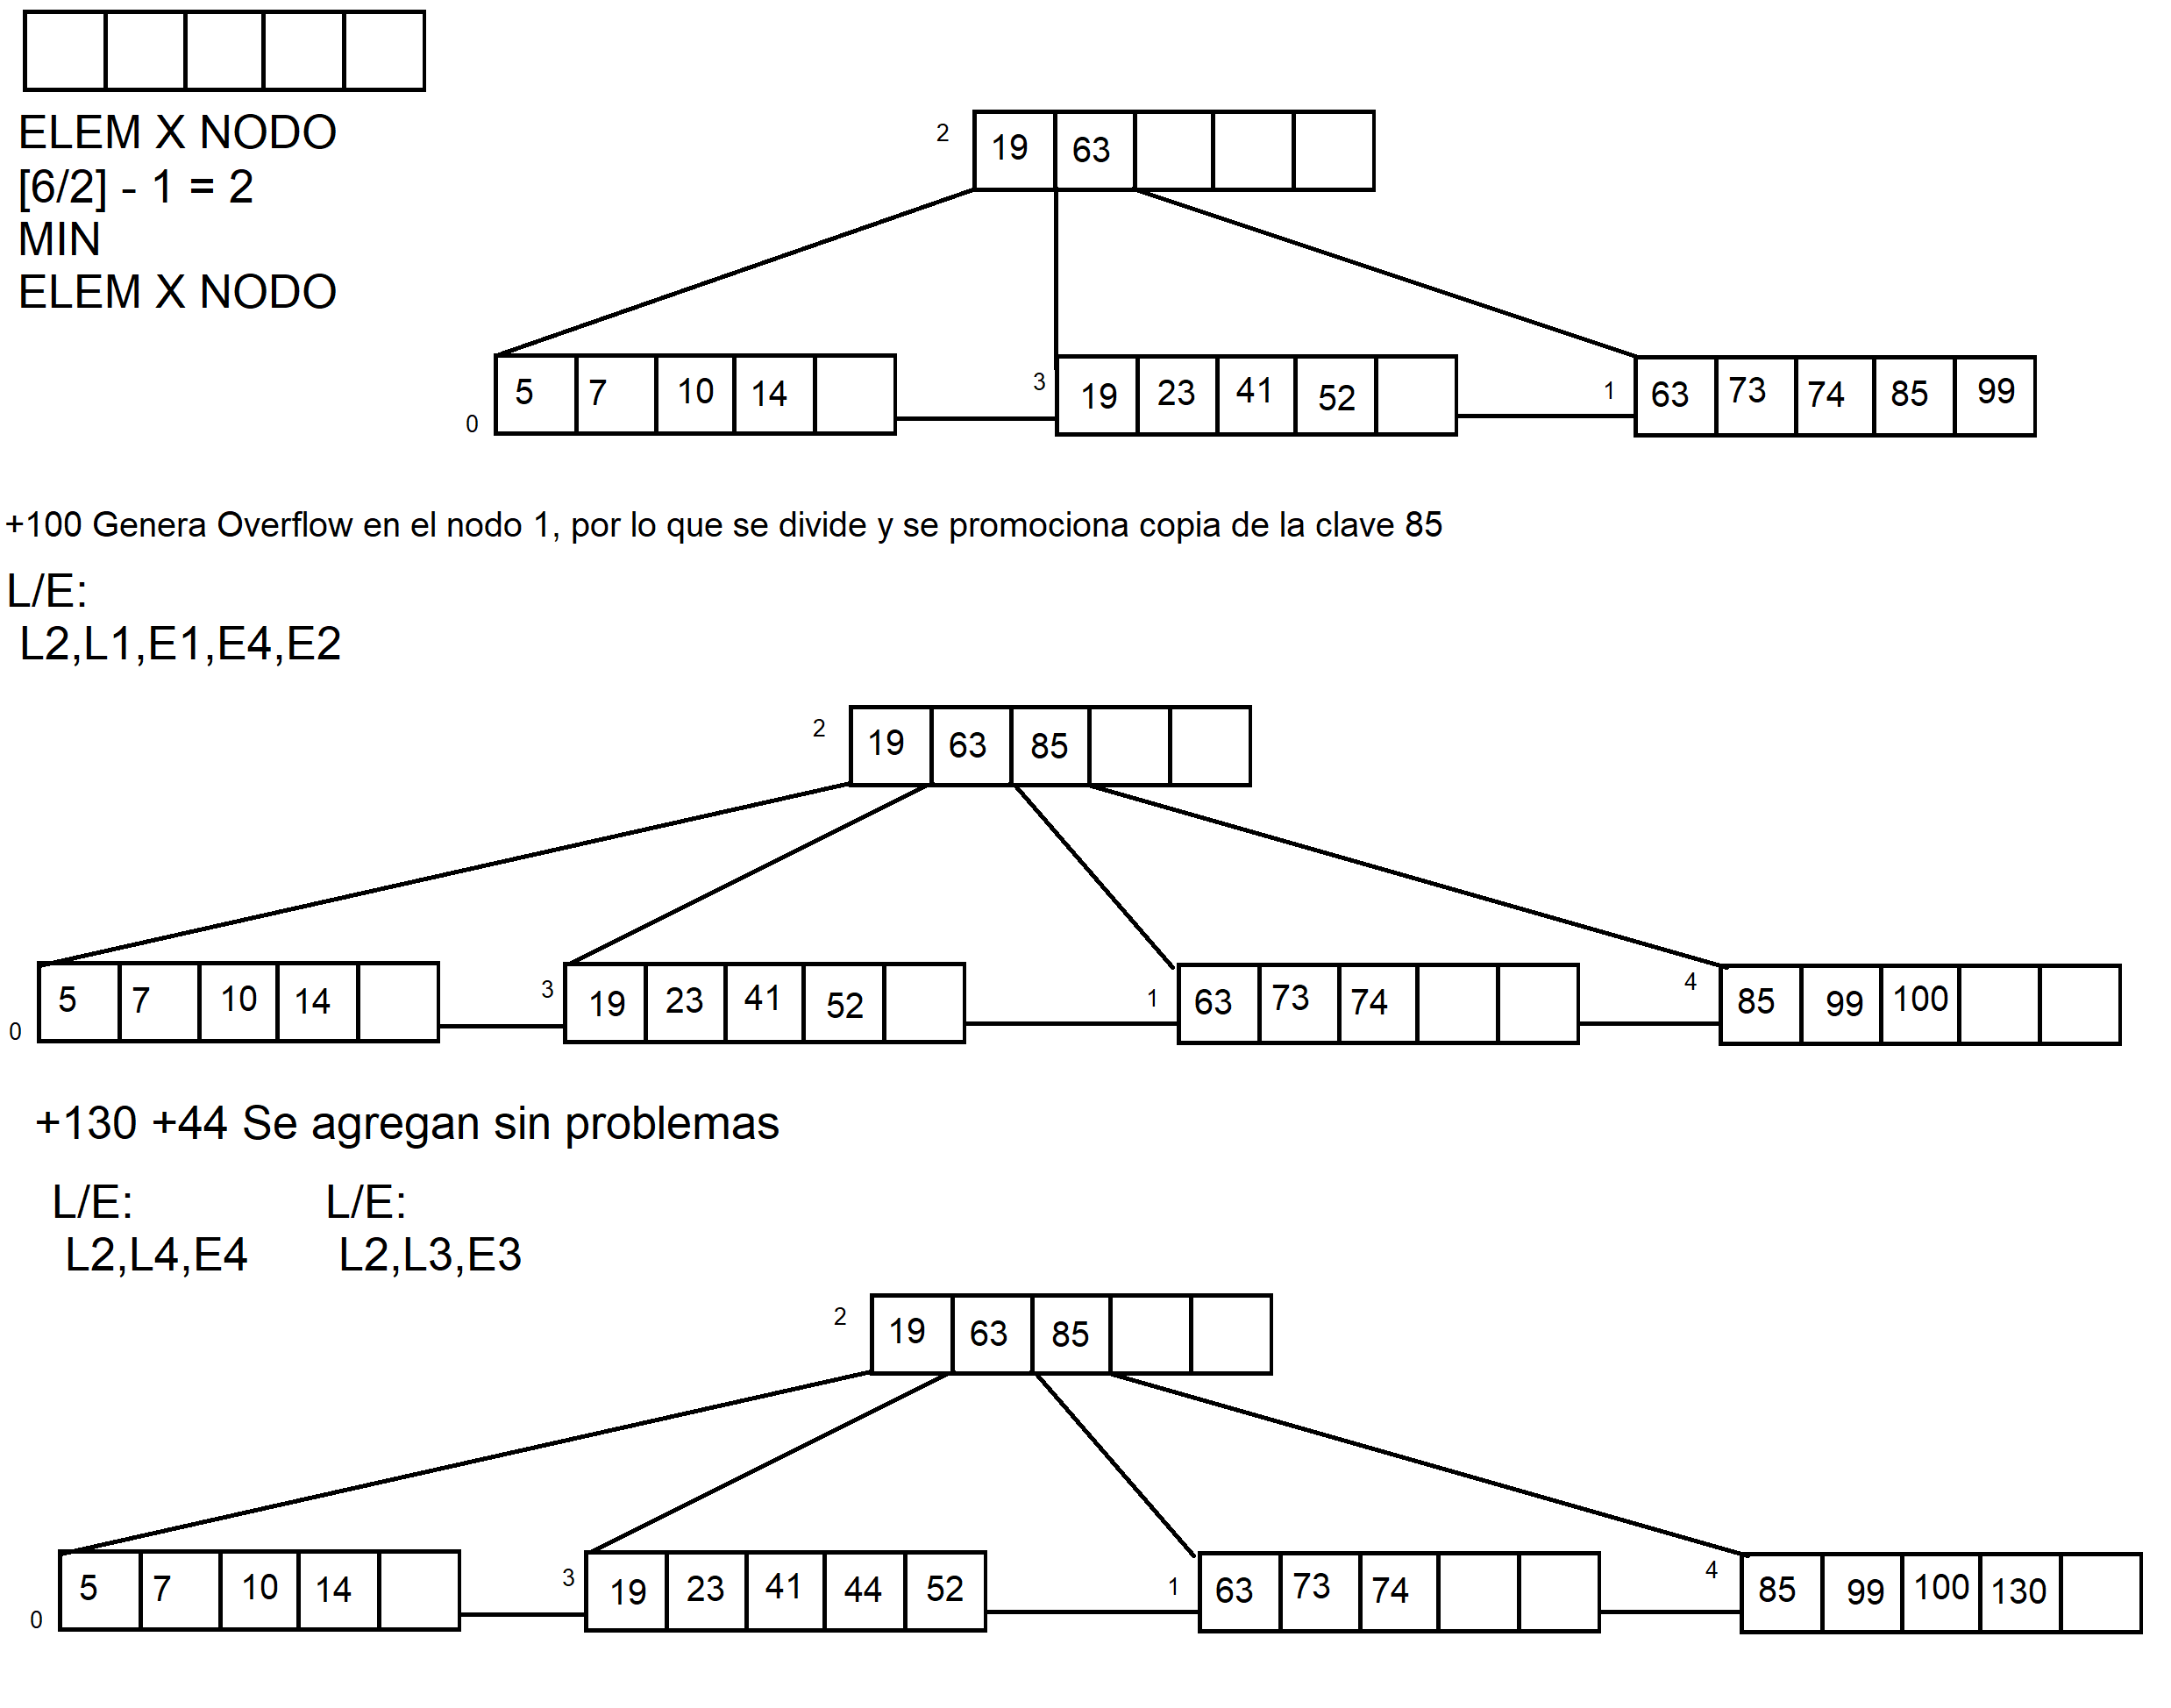 ELEM X NODO
[6/2] - 1 = 2
MIN
ELEM X NODO
2 19 63
0 5 7 10 14
3 19 23 41 52
1 63 73 74 85 99
+100 Genera Overflow en el nodo 1, por lo que se divide y se promociona copia de la clave 85
L/E:
L2,L1,E1,E4,E2
2 19 63 85
0 5 7 10 14
3 19 23 41 52
1 63 73 74
4 85 99 100
+130 +44 Se agregan sin problemas
L/E:
L2,L4,E4
L/E:
L2,L3,E3
2 19 63 85
0 5 7 10 14
3 19 23 41 44 52
1 63 73 74
4 85 99 100 130